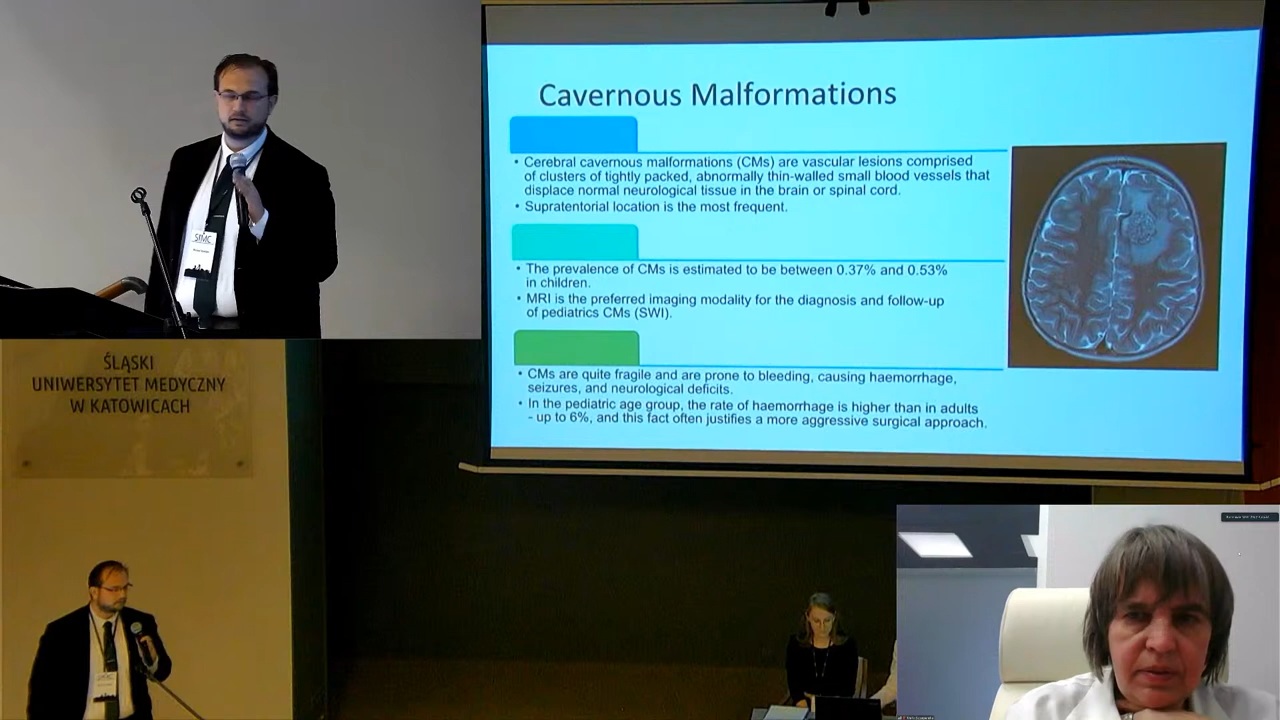 Cavernous Malformations
• Cerebral cavernous malformations (CMs) are vascular lesions comprised
of clusters of tightly packed, abnormally thin-walled small blood vessels that
displace normal neurological tissue in the brain or spinal cord.
• Supratentorial location is the most frequent.
• The prevalence of CMs is estimated to be between 0.37% and 0.53%
in children.
• MRI is the preferred imaging modality for the diagnosis and follow-up
of pediatrics CMs (SWI).
• CMs are quite fragile and are prone to bleeding, causing haemorrhage,
seizures, and neurological deficits.
• In the pediatric age group, the rate of haemorrhage is higher than in adults
- up to 6%, and this fact often justifies a more aggressive surgical approach.
ŚLĄSKI
UNIWERSYTET MEDYCZNY
W KATOWICACH